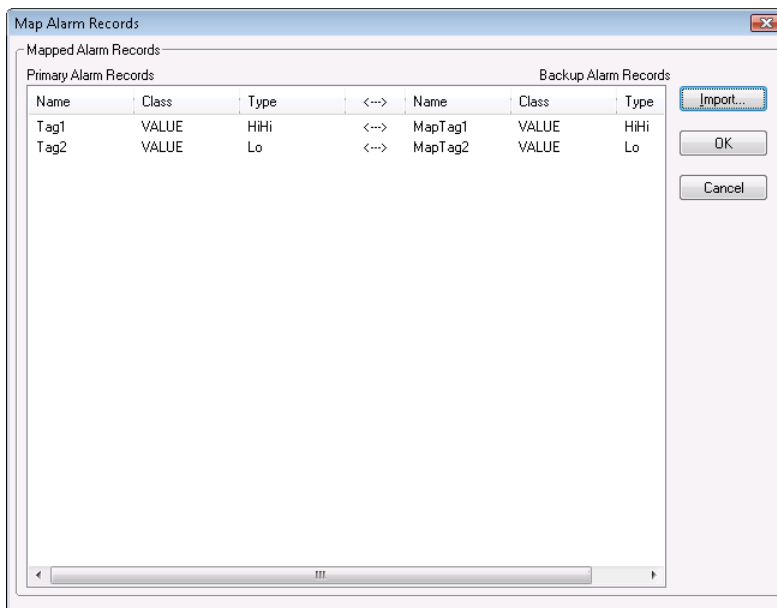 Map Alarm Records
Mapped Alarm Records
Primary Alarm Records Backup Alarm Records
Name Class Type <---> Name Class Type
Tag1 VALUE HiHi <---> MapTag1 VALUE HiHi
Tag2 VALUE Lo <---> MapTag2 VALUE Lo
Import...
OK
Cancel